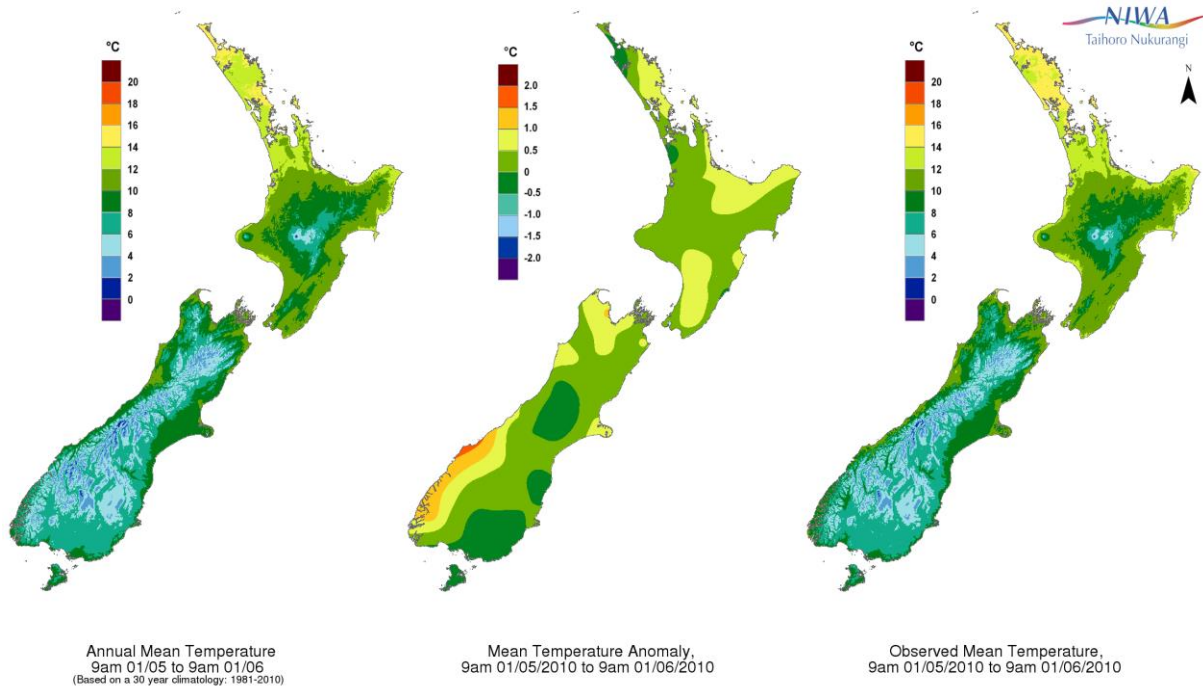 NIWA
Taihoro Nukurangi
N
°C
20
18
16
14
12
10
8
6
4
2
0
°C
2.0
1.5
1.0
0.5
0
-0.5
-1.0
-1.5
-2.0
°C
20
18
16
14
12
10
8
6
4
2
0
Annual Mean Temperature
9am 01/05 to 9am 01/06
(Based on a 30 year climatology: 1981-2010)
Mean Temperature Anomaly,
9am 01/05/2010 to 9am 01/06/2010
Observed Mean Temperature,
9am 01/05/2010 to 9am 01/06/2010